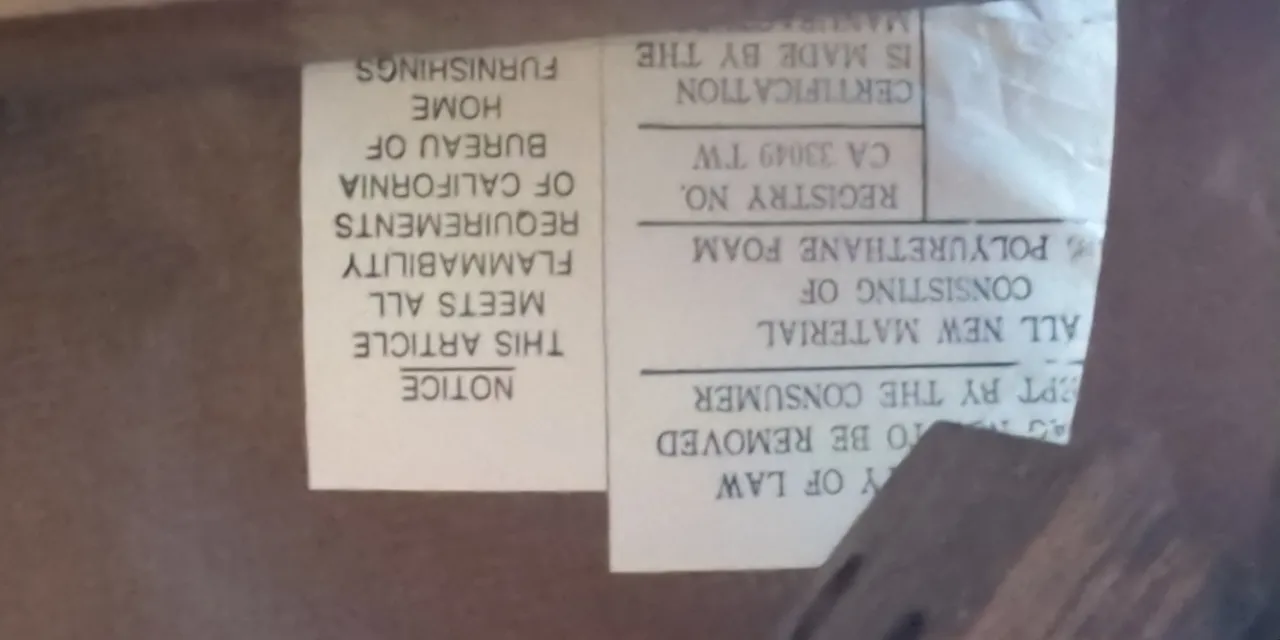 NOTICE
THIS ARTICLE
MEETS ALL
FLAMMABILITY
REQUIREMENTS
OF CALIFORNIA
BUREAU OF
HOME
FURNISHINGS
OF LAW
TO BE REMOVED
BY THE CONSUMER
ALL NEW MATERIAL
CONSISTING OF
% POLYURETHANE FOAM
REGISTRY NO.
CA 33049 TW
CERTIFICATION
IS MADE BY THE